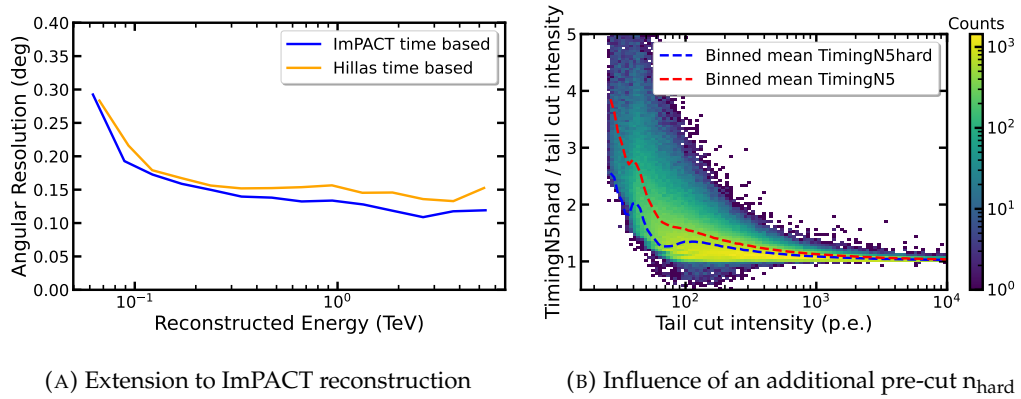 0.40
0.35
0.30
0.25
0.20
0.15
0.10
0.05
0.00
Angular Resolution (deg)
ImPACT time based
Hillas time based
10⁻¹
10⁰
Reconstructed Energy (TeV)
5
4
3
2
1
TimingN5hard / tail cut intensity
Binned mean TimingN5hard
Binned mean TimingN5
10²
10³
10⁴
Tail cut intensity (p.e.)
Counts
10³
10²
10¹
10⁰
(A) Extension to ImPACT reconstruction
(B) Influence of an additional pre-cut n_hard